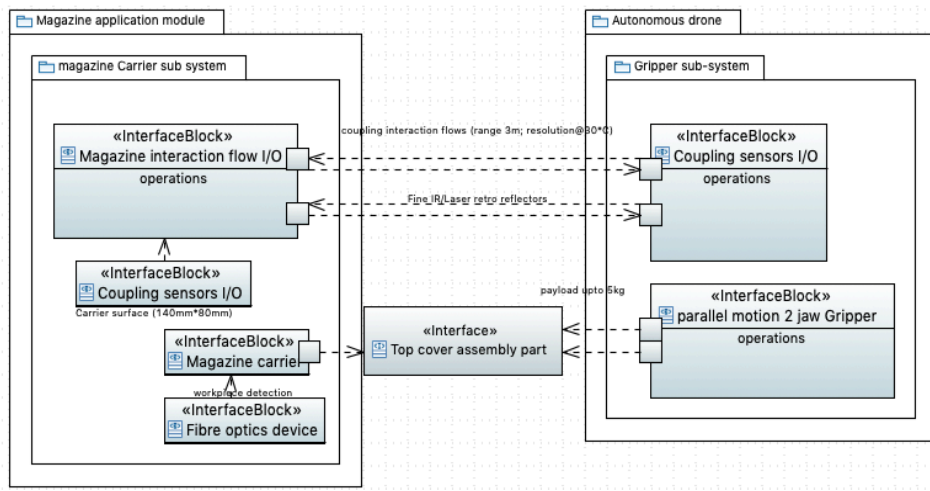 Magazine application module
magazine Carrier sub system
«InterfaceBlock»
Magazine interaction flow I/O
operations
«InterfaceBlock»
Coupling sensors I/O
Carrier surface (140mm*80mm)
«InterfaceBlock»
Magazine carrier
workpiece detection
«InterfaceBlock»
Fibre optics device
coupling interaction flows (range 3m; resolution@30°C)
Fine IR/Laser retro reflectors
payload upto 5kg
«Interface»
Top cover assembly part
Autonomous drone
Gripper sub-system
«InterfaceBlock»
Coupling sensors I/O
operations
«InterfaceBlock»
parallel motion 2 jaw Gripper
operations